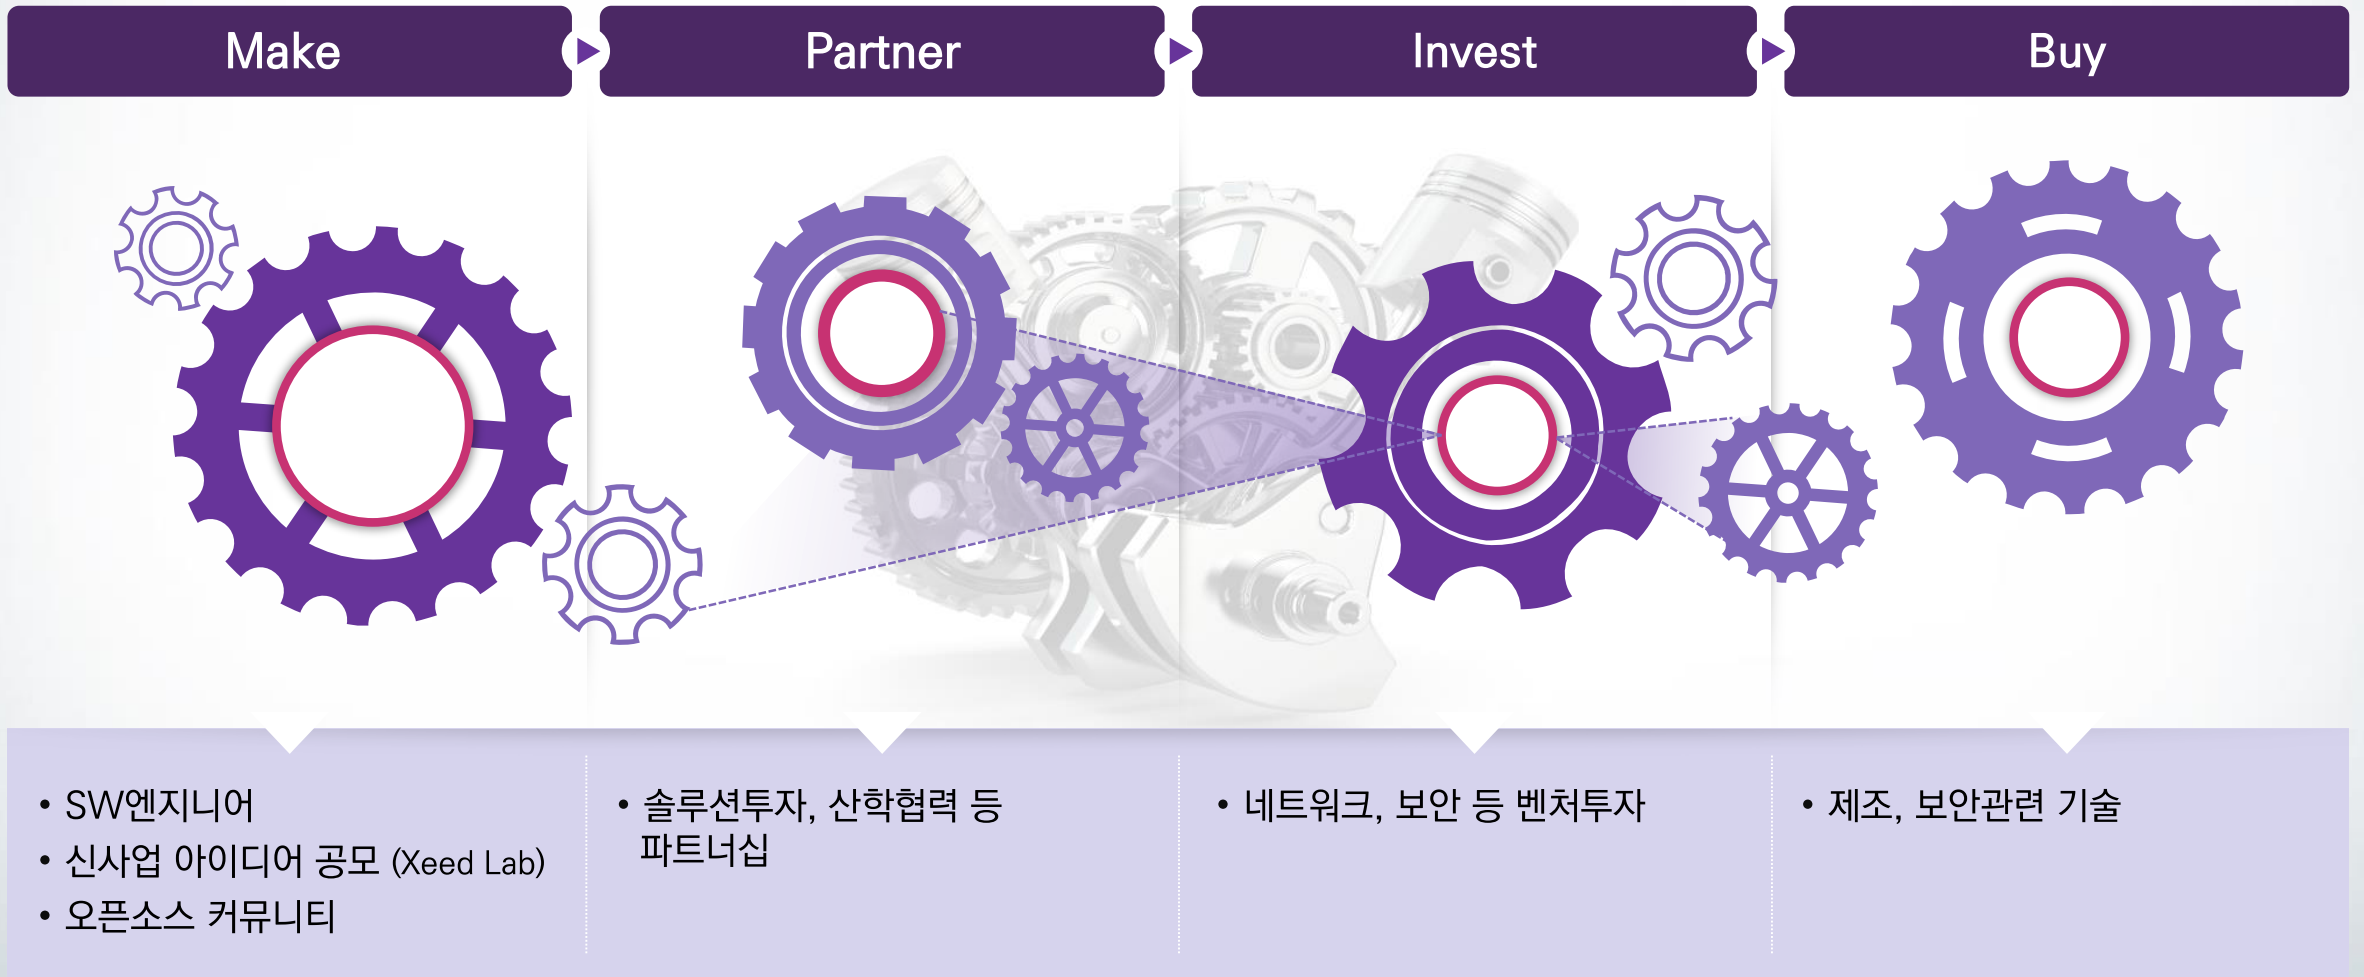 Make
Partner
Invest
Buy
• SW엔지니어
• 신사업 아이디어 공모 (Xeed Lab)
• 오픈소스 커뮤니티
• 솔루션투자, 산학협력 등
파트너십
• 네트워크, 보안 등 벤처투자
• 제조, 보안관련 기술